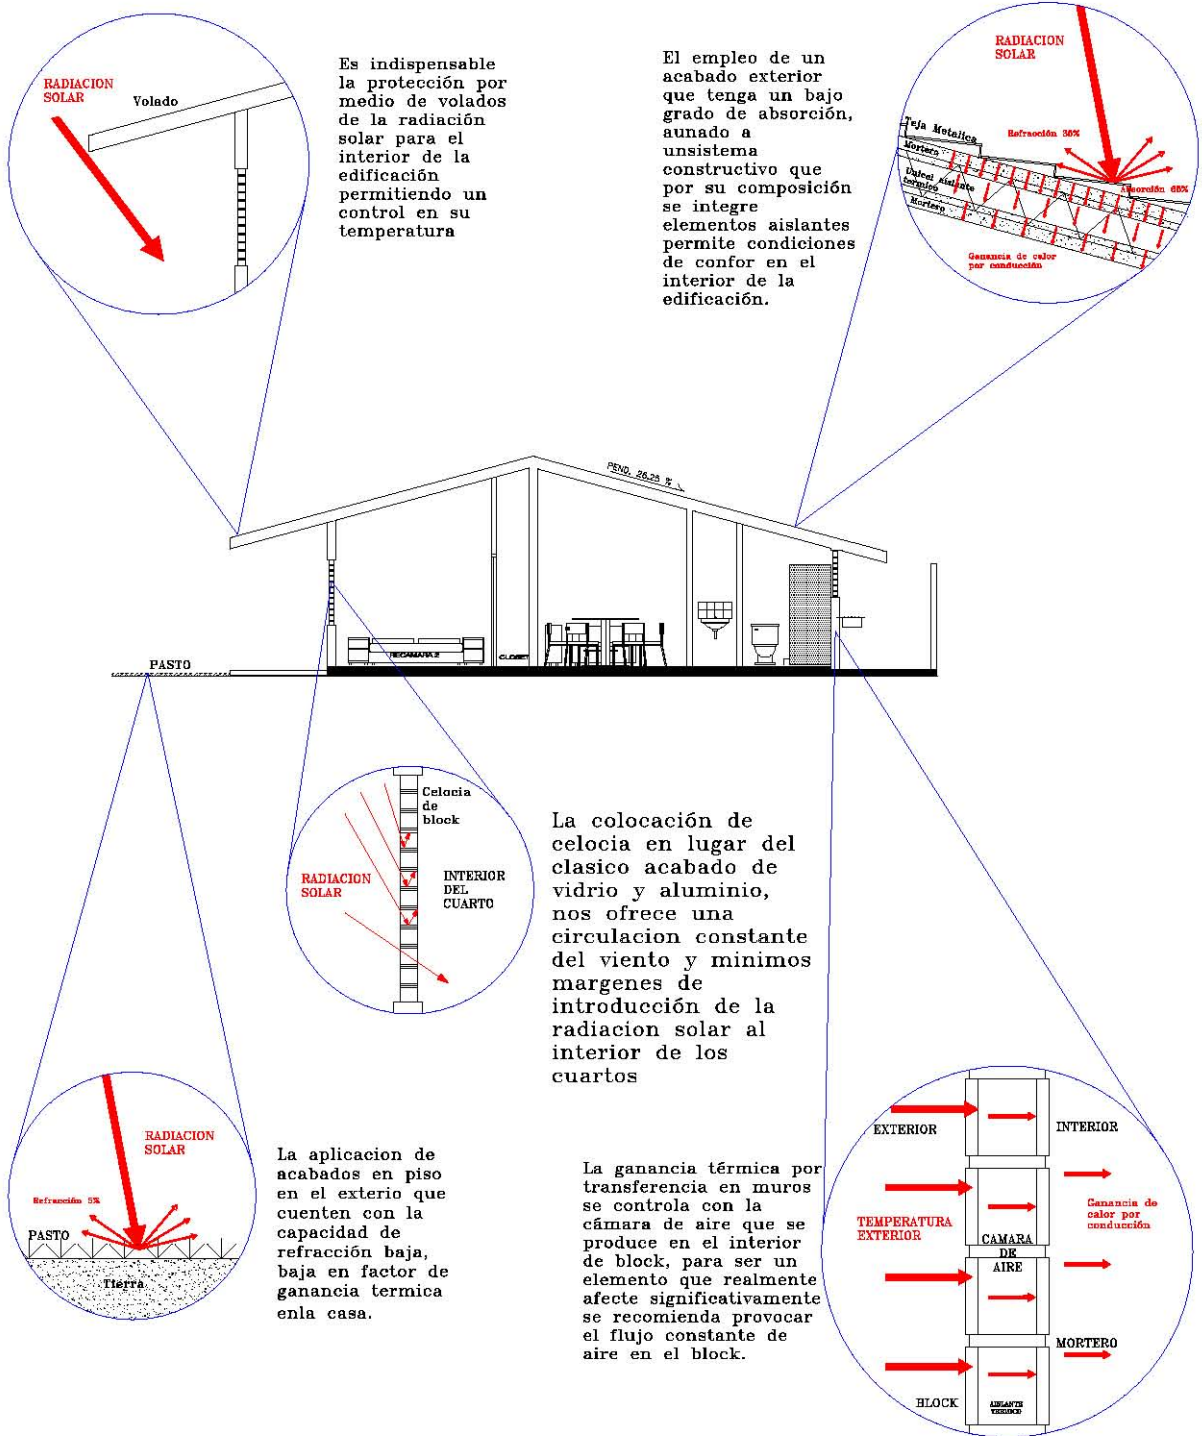 RADIACION
SOLAR
Volado
Es indispensable
la protección por
medio de volados
de la radiación
solar para el
interior de la
edificación
permitiendo un
control en su
temperatura
El empleo de un
acabado exterior
que tenga un bajo
grado de absorción,
aunado a
unsistema
constructivo que
por su composición
se integre
elementos aislantes
permite condiciones
de confor en el
interior de la
edificación.
RADIACION
SOLAR
Teja Metalica
Refracción 35%
Mortero
Absorción 65%
Unicel aislante
termico
Mortero
Ganancia de calor
por conducción
PEND. 26.25 %
RECAMARA 2
CLOSET
PASTO
Celocia
de
block
RADIACION
SOLAR
INTERIOR
DEL
CUARTO
La colocación de
celocia en lugar del
clasico acabado de
vidrio y aluminio,
nos ofrece una
circulacion constante
del viento y minimos
margenes de
introducción de la
radiacion solar al
interior de los
cuartos
RADIACION
SOLAR
Refracción 5%
PASTO
Tierra
La aplicacion de
acabados en piso
en el exterio que
cuenten con la
capacidad de
refracción baja,
baja en factor de
ganancia termica
enla casa.
La ganancia térmica por
transferencia en muros
se controla con la
cámara de aire que se
produce en el interior
de block, para ser un
elemento que realmente
afecte significativamente
se recomienda provocar
el flujo constante de
aire en el block.
EXTERIOR
INTERIOR
TEMPERATURA
EXTERIOR
Ganancia de
calor por
conducción
CAMARA
DE
AIRE
MORTERO
BLOCK
AISLANTE
TERMICO